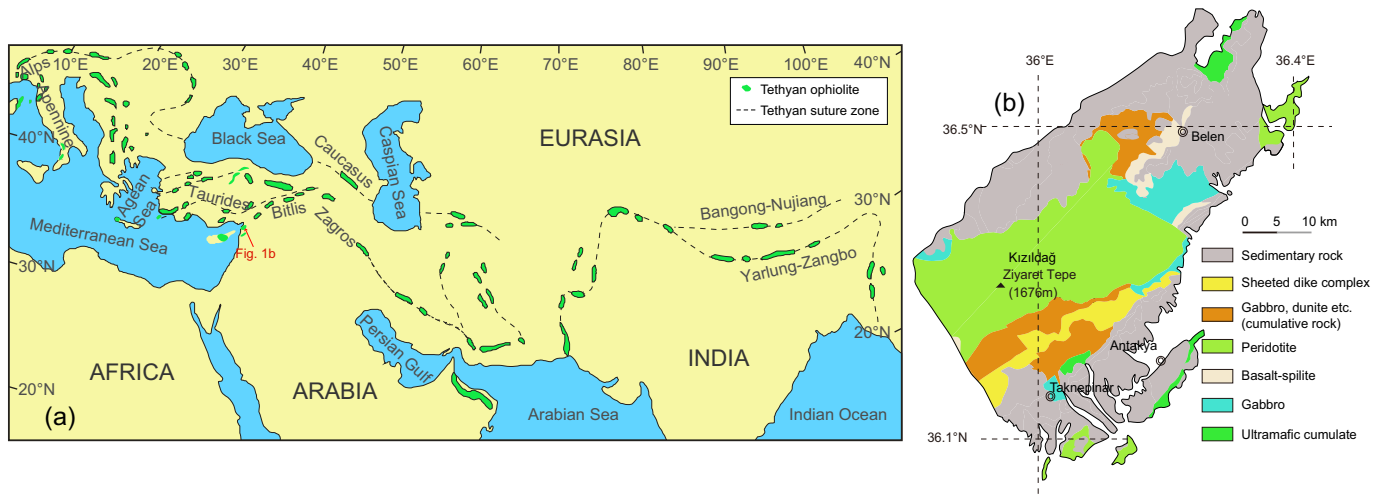 10°E 20°E 30°E 40°E 50°E 60°E 70°E 80°E 90°E 100°E 40°N
Alps
Apennine
Tethyan ophiolite
Tethyan suture zone
EURASIA
Black Sea
Caucasus
Caspian Sea
40°N
Agean
Sea
Taurides
Bitlis
Zagros
Bangong-Nujiang
30°N
Mediterranean Sea
Fig. 1b
Yarlung-Zangbo
30°N
Persian Gulf
20°N
AFRICA
ARABIA
INDIA
20°N
(a)
Arabian Sea
Indian Ocean
(b)
36°E
36.4°E
36.5°N
Belen
0 5 10 km
Kızıldağ
Ziyaret Tepe
(1676m)
Antakya
Taknepinar
36.1°N
Sedimentary rock
Sheeted dike complex
Gabbro, dunite etc.
(cumulative rock)
Peridotite
Basalt-spilite
Gabbro
Ultramafic cumulate